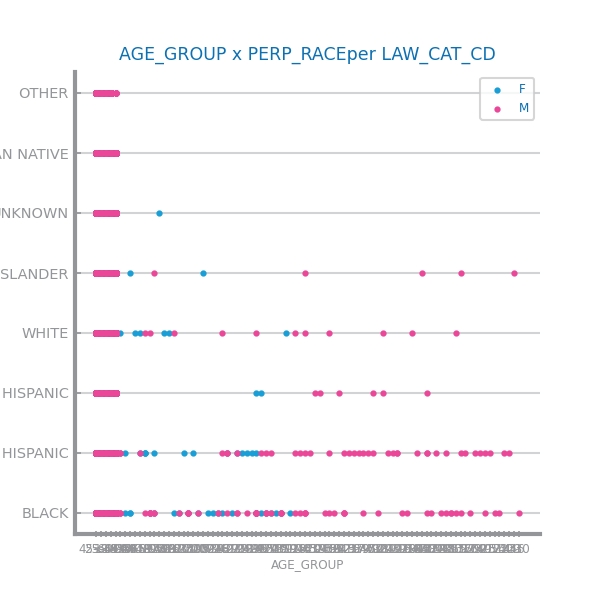 AGE_GROUP x PERP_RACEper LAW_CAT_CD
F
M
OTHER
AN NATIVE
UNKNOWN
SLANDER
WHITE
HISPANIC
HISPANIC
BLACK
AGE_GROUP